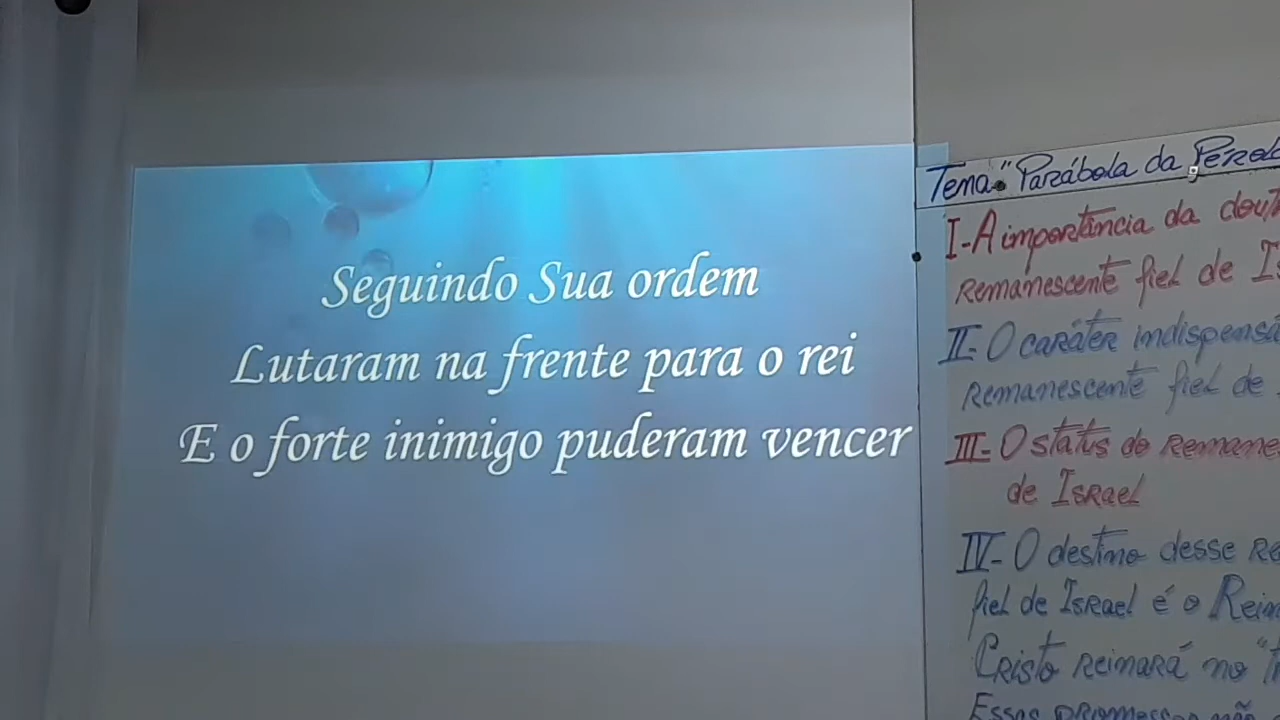 Seguindo Sua ordem
Lutaram na frente para o rei
E o forte inimigo puderam vencer
Tema: "Parábola da
I - A importância da
Remanescente fiel de
II - O caráter
Remanescente fiel de
III - O status do
de Israel
IV - O destino desse
fiel de Israel é o
Cristo reinará no